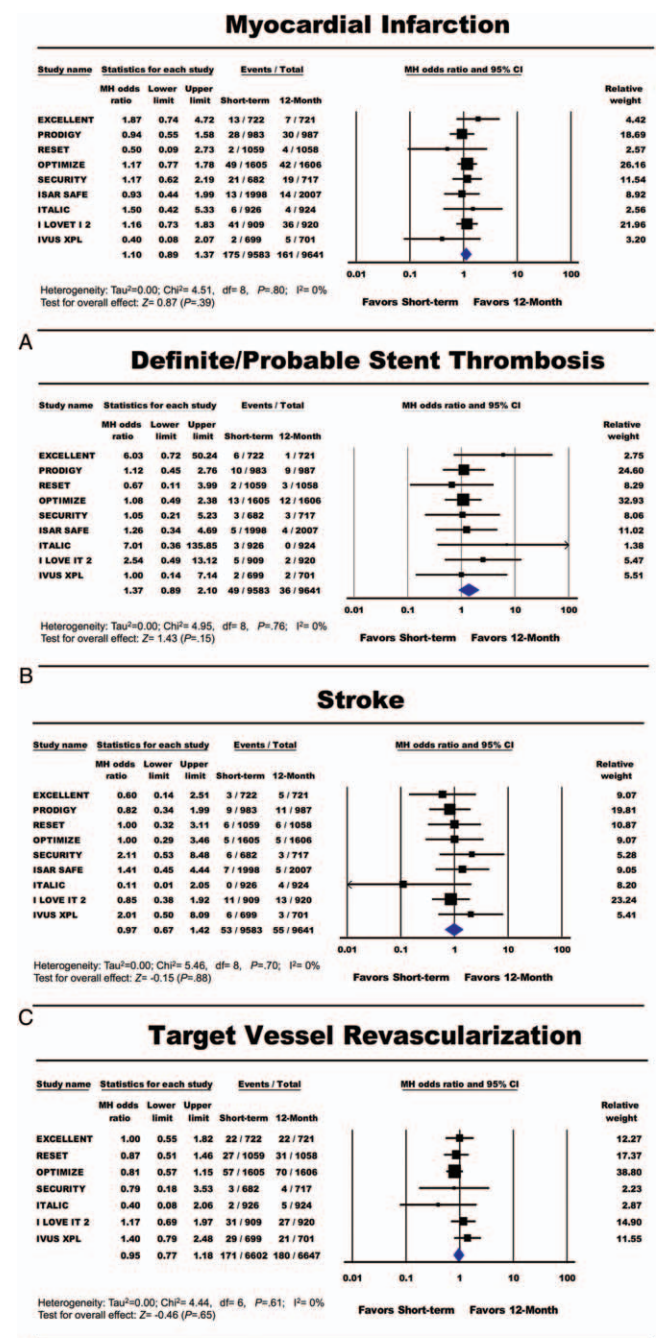 Myocardial Infarction
Study name Statistics for each study Events / Total MH odds ratio and 95% CI
MH odds ratio Lower limit Upper limit Short-term 12-Month Relative weight
EXCELLENT 1.87 0.74 4.72 13 / 722 7 / 721 4.42
PRODIGY 0.94 0.55 1.58 28 / 983 30 / 987 18.69
RESET 0.50 0.09 2.73 2 / 1059 4 / 1058 2.57
OPTIMIZE 1.17 0.77 1.78 49 / 1605 42 / 1606 26.16
SECURITY 1.17 0.62 2.19 21 / 682 19 / 717 11.54
ISAR SAFE 0.93 0.44 1.99 13 / 1998 14 / 2007 8.92
ITALIC 1.50 0.42 5.33 6 / 926 4 / 924 2.56
I LOVET I 2 1.16 0.73 1.83 41 / 909 36 / 920 21.96
IVUS XPL 0.40 0.08 2.07 2 / 699 5 / 701 3.20
1.10 0.89 1.37 175 / 9583 161 / 9641
0.01 0.1 1 10 100
Heterogeneity: Tau²=0.00; Chi²= 4.51, df= 8, P=.80; I²= 0%
Test for overall effect: Z= 0.87 (P=.39)
Favors Short-term Favors 12-Month
A
Definite/Probable Stent Thrombosis
Study name Statistics for each study Events / Total MH odds ratio and 95% CI
MH odds ratio Lower limit Upper limit Short-term 12-Month Relative weight
EXCELLENT 6.03 0.72 50.24 6 / 722 1 / 721 2.75
PRODIGY 1.12 0.45 2.76 10 / 983 9 / 987 24.60
RESET 0.67 0.11 3.99 2 / 1059 3 / 1058 8.29
OPTIMIZE 1.08 0.49 2.38 13 / 1605 12 / 1606 32.93
SECURITY 1.05 0.21 5.23 3 / 682 3 / 717 8.06
ISAR SAFE 1.26 0.34 4.69 5 / 1998 4 / 2007 11.02
ITALIC 7.01 0.36 135.85 3 / 926 0 / 924 1.38
I LOVE IT 2 2.54 0.49 13.12 5 / 909 2 / 920 5.47
IVUS XPL 1.00 0.14 7.14 2 / 699 2 / 701 5.51
1.37 0.89 2.10 49 / 9583 36 / 9641
0.01 0.1 1 10 100
Heterogeneity: Tau²=0.00; Chi²= 4.95, df= 8, P=.76; I²= 0%
Test for overall effect: Z= 1.43 (P=.15)
Favors Short-term Favors 12-Month
B
Stroke
Study name Statistics for each study Events / Total MH odds ratio and 95% CI
MH odds ratio Lower limit Upper limit Short-term 12-Month Relative weight
EXCELLENT 0.60 0.14 2.51 3 / 722 5 / 721 9.07
PRODIGY 0.82 0.34 1.99 9 / 983 11 / 987 19.81
RESET 1.00 0.32 3.11 6 / 1059 6 / 1058 10.87
OPTIMIZE 1.00 0.29 3.46 5 / 1605 5 / 1606 9.07
SECURITY 2.11 0.53 8.48 6 / 682 3 / 717 5.28
ISAR SAFE 1.41 0.45 4.44 7 / 1998 5 / 2007 9.05
ITALIC 0.11 0.01 2.05 0 / 926 4 / 924 8.20
I LOVE IT 2 0.85 0.38 1.92 11 / 909 13 / 920 23.24
IVUS XPL 2.01 0.50 8.09 6 / 699 3 / 701 5.41
0.97 0.67 1.42 53 / 9583 55 / 9641
0.01 0.1 1 10 100
Heterogeneity: Tau²=0.00; Chi²= 5.46, df= 8, P=.70; I²= 0%
Test for overall effect: Z= -0.15 (P=.88)
Favors Short-term Favors 12-Month
C
Target Vessel Revascularization
Study name Statistics for each study Events / Total MH odds ratio and 95% CI
MH odds ratio Lower limit Upper limit Short-term 12-Month Relative weight
EXCELLENT 1.00 0.55 1.82 22 / 722 22 / 721 12.27
RESET 0.87 0.51 1.46 27 / 1059 31 / 1058 17.37
OPTIMIZE 0.81 0.57 1.15 57 / 1605 70 / 1606 38.80
SECURITY 0.79 0.18 3.53 3 / 682 4 / 717 2.23
ITALIC 0.40 0.08 2.06 2 / 926 5 / 924 2.87
I LOVE IT 2 1.17 0.69 1.97 31 / 909 27 / 920 14.90
IVUS XPL 1.40 0.79 2.48 29 / 699 21 / 701 11.55
0.95 0.77 1.18 171 / 6602 180 / 6647
0.01 0.1 1 10 100
Heterogeneity: Tau²=0.00; Chi²= 4.44, df= 6, P=.61; I²= 0%
Test for overall effect: Z= -0.46 (P=.65)
Favors Short-term Favors 12-Month